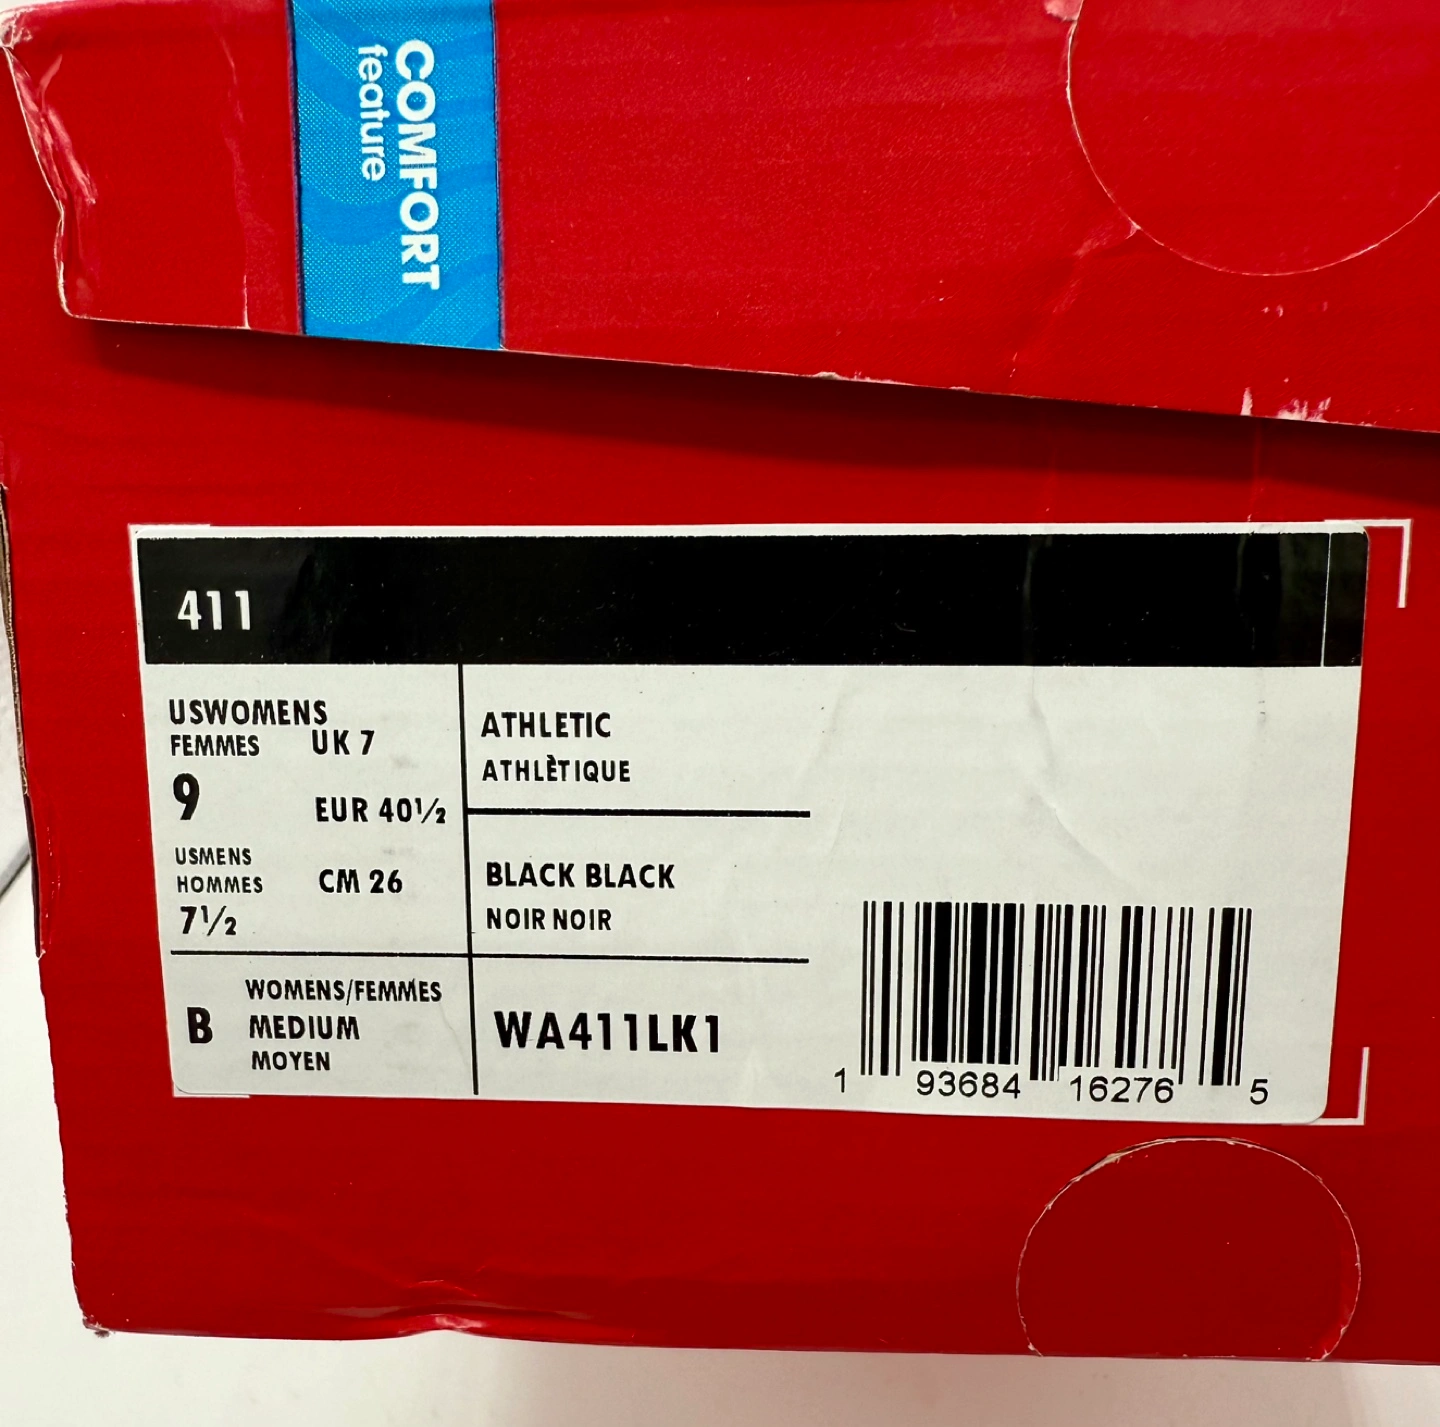 COMFORT
feature
411
USWOMENS
FEMMES UK 7
9
EUR 40½
USMENS
HOMMES CM 26
7½
ATHLETIC
ATHLÈTIQUE
BLACK BLACK
NOIR NOIR
B
WOMENS/FEMMES
MEDIUM
MOYEN
WA411LK1
1 93684 16276 5